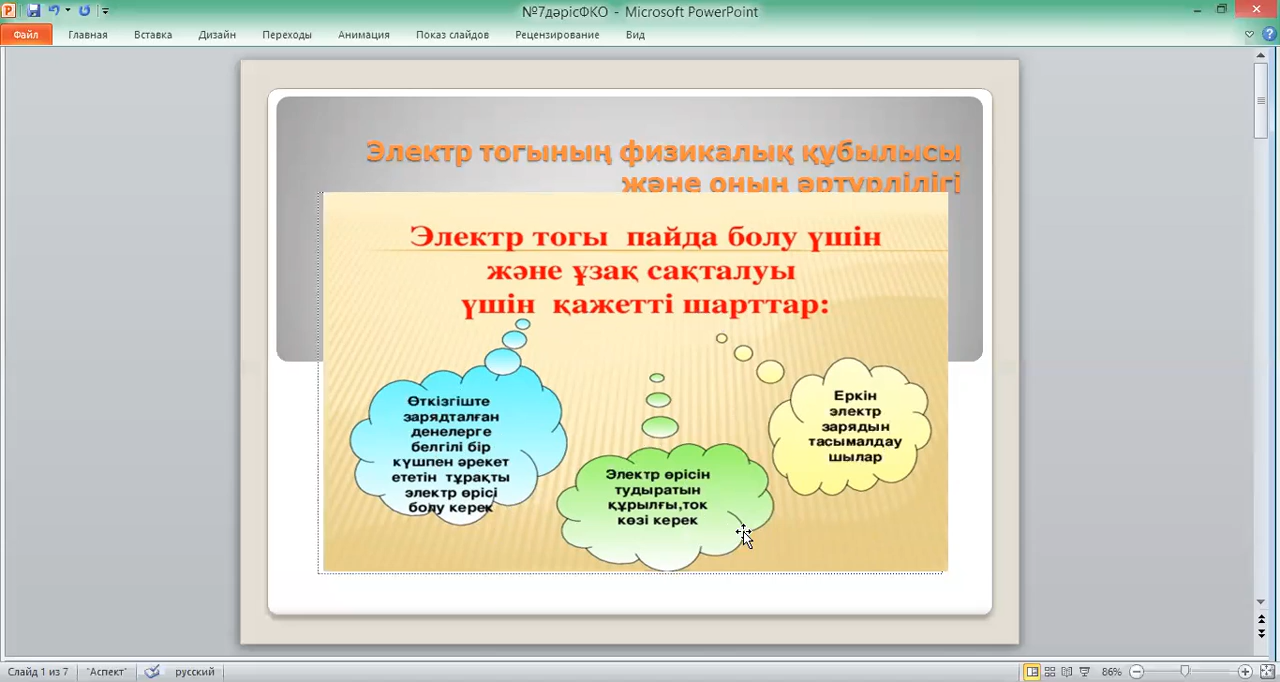 №7дәрісФКО - Microsoft PowerPoint
Файл Главная Вставка Дизайн Переходы Анимация Показ слайдов Рецензирование Вид
Электр тогының физикалық құбылысы
және оның әртүрлілігі
Электр тогы пайда болу үшін
және ұзақ сақталуы
үшін қажетті шарттар:
Өткізгіште
зарядталған
денелерге
белгілі бір
күшпен әрекет
ететін тұрақты
электр өрісі
болу керек
Электр өрісін
тудыратын
құрылғы,ток
көзі керек
Еркін
электр
зарядын
тасымалдау
шылар
Слайд 1 из 7 "Аспект" русский 86%